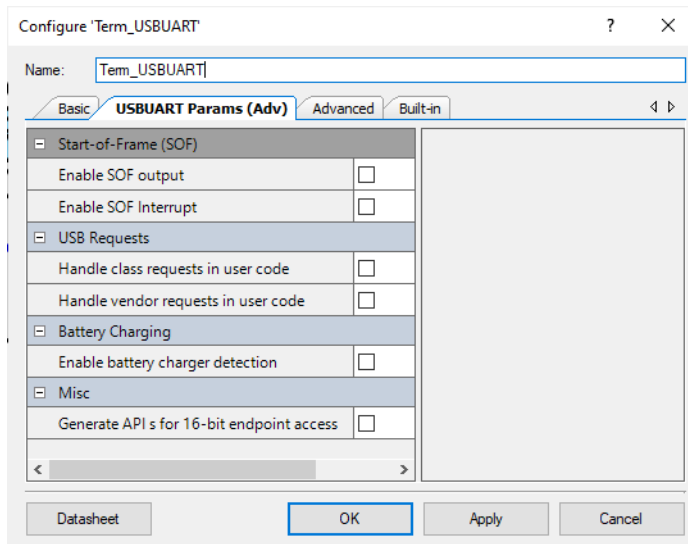 Configure 'Term_USBUART'
? X
Name: Term_USBUART
Basic USBUART Params (Adv) Advanced Built-in
Start-of-Frame (SOF)
Enable SOF output
Enable SOF Interrupt
USB Requests
Handle class requests in user code
Handle vendor requests in user code
Battery Charging
Enable battery charger detection
Misc
Generate API s for 16-bit endpoint access
Datasheet OK Apply Cancel